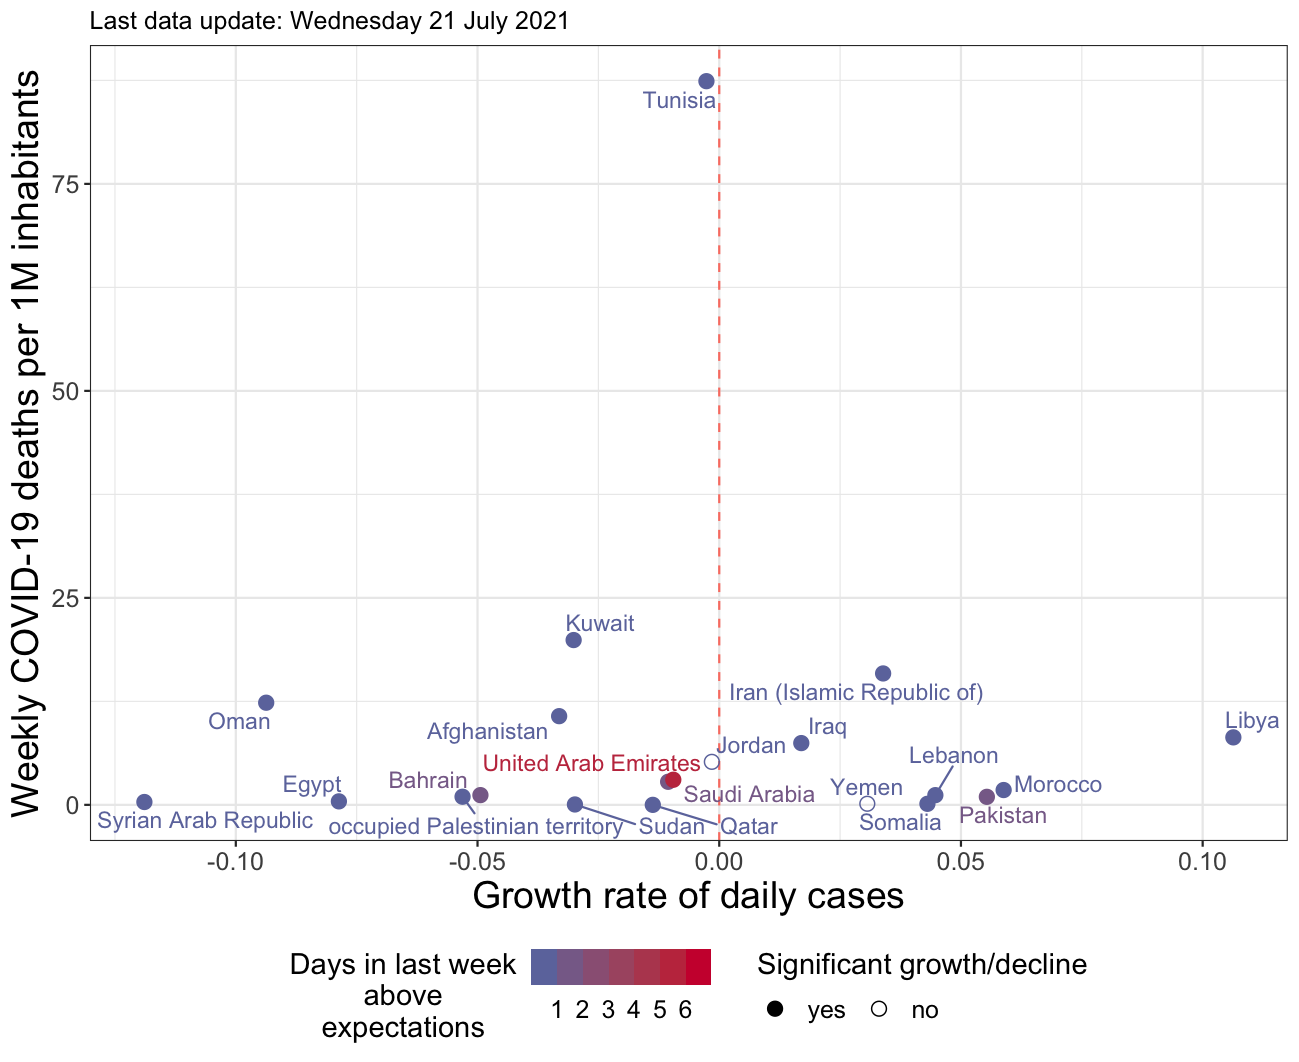 Last data update: Wednesday 21 July 2021
Weekly COVID-19 deaths per 1M inhabitants
75
50
25
0
Tunisia
Kuwait
Iran (Islamic Republic of)
Oman
Afghanistan
Iraq
Libya
Jordan
United Arab Emirates
Lebanon
Bahrain
Egypt
Saudi Arabia
Yemen
Morocco
Syrian Arab Republic
occupied Palestinian territory
Sudan
Qatar
Somalia
Pakistan
-0.10
-0.05
0.00
0.05
0.10
Growth rate of daily cases
Days in last week
above
expectations
1 2 3 4 5 6
Significant growth/decline
yes
no